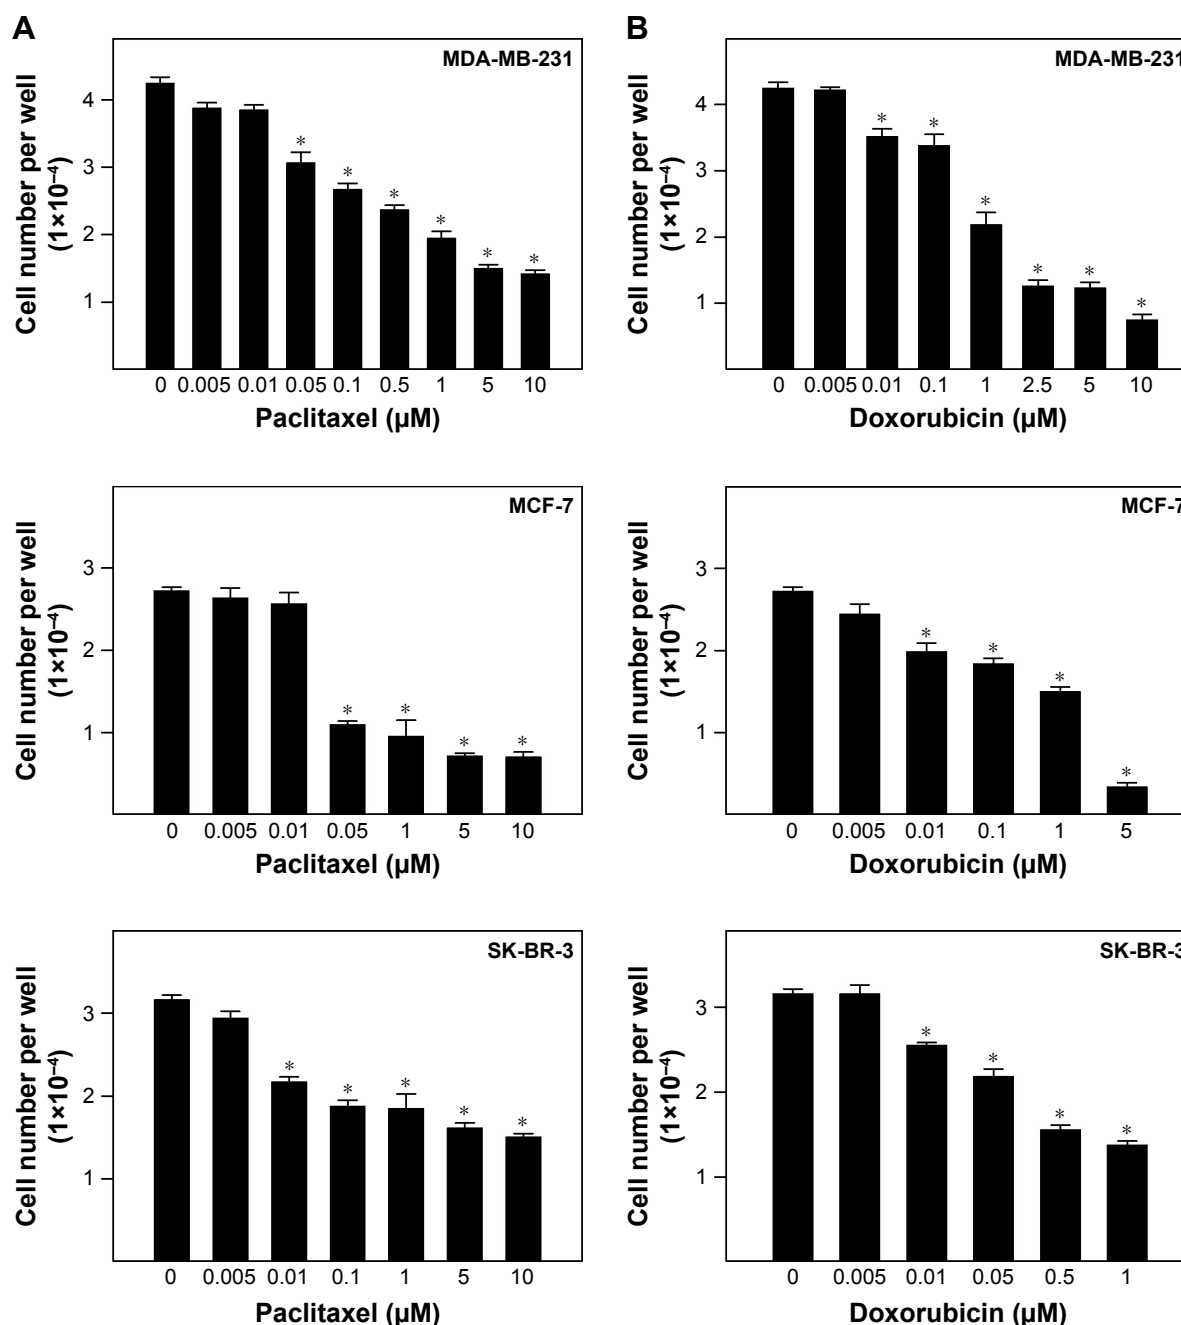 A
MDA-MB-231
Cell number per well
(1×10⁻⁴)
4
3
2
1
0 0.005 0.01 0.05 0.1 0.5 1 5 10
* * * * * *
Paclitaxel (µM)
B
MDA-MB-231
Cell number per well
(1×10⁻⁴)
4
3
2
1
* * * * * *
0 0.005 0.01 0.1 1 2.5 5 10
Doxorubicin (µM)
MCF-7
Cell number per well
(1×10⁻⁴)
3
2
1
* * * *
0 0.005 0.01 0.05 1 5 10
Paclitaxel (µM)
MCF-7
Cell number per well
(1×10⁻⁴)
3
2
1
* * * *
0 0.005 0.01 0.1 1 5
Doxorubicin (µM)
SK-BR-3
Cell number per well
(1×10⁻⁴)
3
2
1
* * * * *
0 0.005 0.01 0.1 1 5 10
Paclitaxel (µM)
SK-BR-3
Cell number per well
(1×10⁻⁴)
3
2
1
* * * *
0 0.005 0.01 0.05 0.5 1
Doxorubicin (µM)